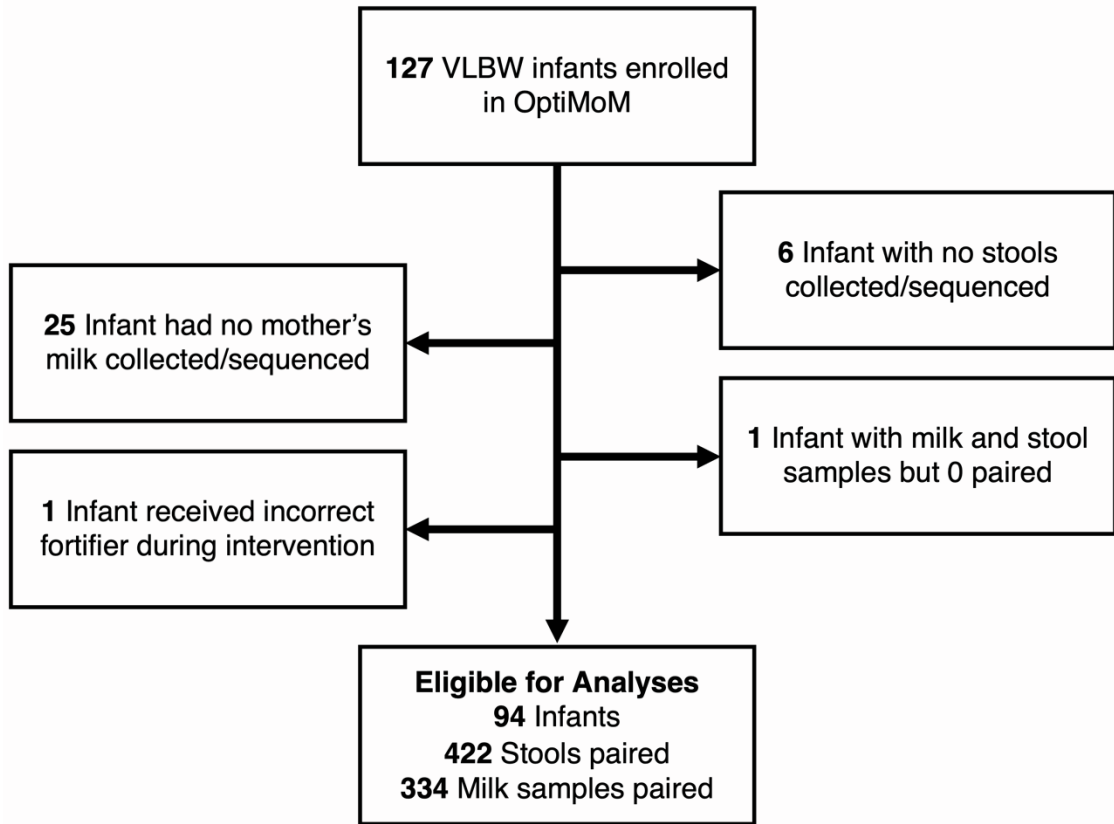 127 VLBW infants enrolled
in OptiMoM
6 Infant with no stools
collected/sequenced
25 Infant had no mother’s
milk collected/sequenced
1 Infant with milk and stool
samples but 0 paired
1 Infant received incorrect
fortifier during intervention
Eligible for Analyses
94 Infants
422 Stools paired
334 Milk samples paired